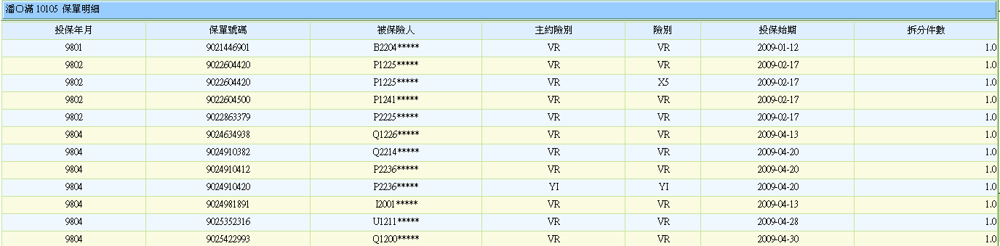 潘○滿 10105 保單明細
投保年月 保單號碼 被保險人 主約險別 險別 投保始期 拆分件數
9801 9021446901 B2204***** VR VR 2009-01-12 1.0
9802 9022604420 P1225***** VR VR 2009-02-17 1.0
9802 9022604420 P1225***** VR X5 2009-02-17 1.0
9802 9022604500 P1241***** VR VR 2009-02-17 1.0
9802 9022863379 P2225***** VR VR 2009-02-17 1.0
9804 9024634938 Q1226***** VR VR 2009-04-13 1.0
9804 9024910382 Q2214***** VR VR 2009-04-20 1.0
9804 9024910412 P2236***** VR VR 2009-04-20 1.0
9804 9024910420 P2236***** YI YI 2009-04-20 1.0
9804 9024981891 I2001***** VR VR 2009-04-13 1.0
9804 9025352316 U1211***** VR VR 2009-04-28 1.0
9804 9025422993 Q1200***** VR VR 2009-04-30 1.0